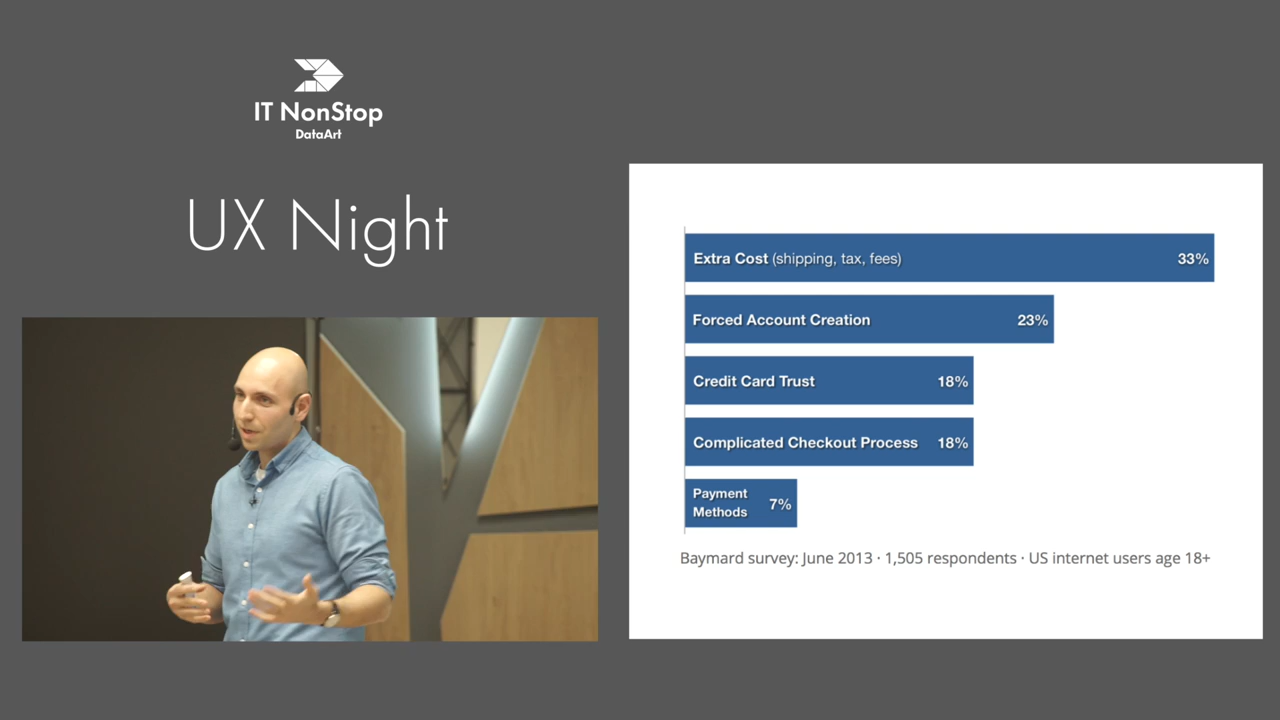 IT NonStop
DataArt
UX Night
Extra Cost (shipping, tax, fees) 33%
Forced Account Creation 23%
Credit Card Trust 18%
Complicated Checkout Process 18%
Payment
Methods 7%
Baymard survey: June 2013 · 1,505 respondents · US internet users age 18+